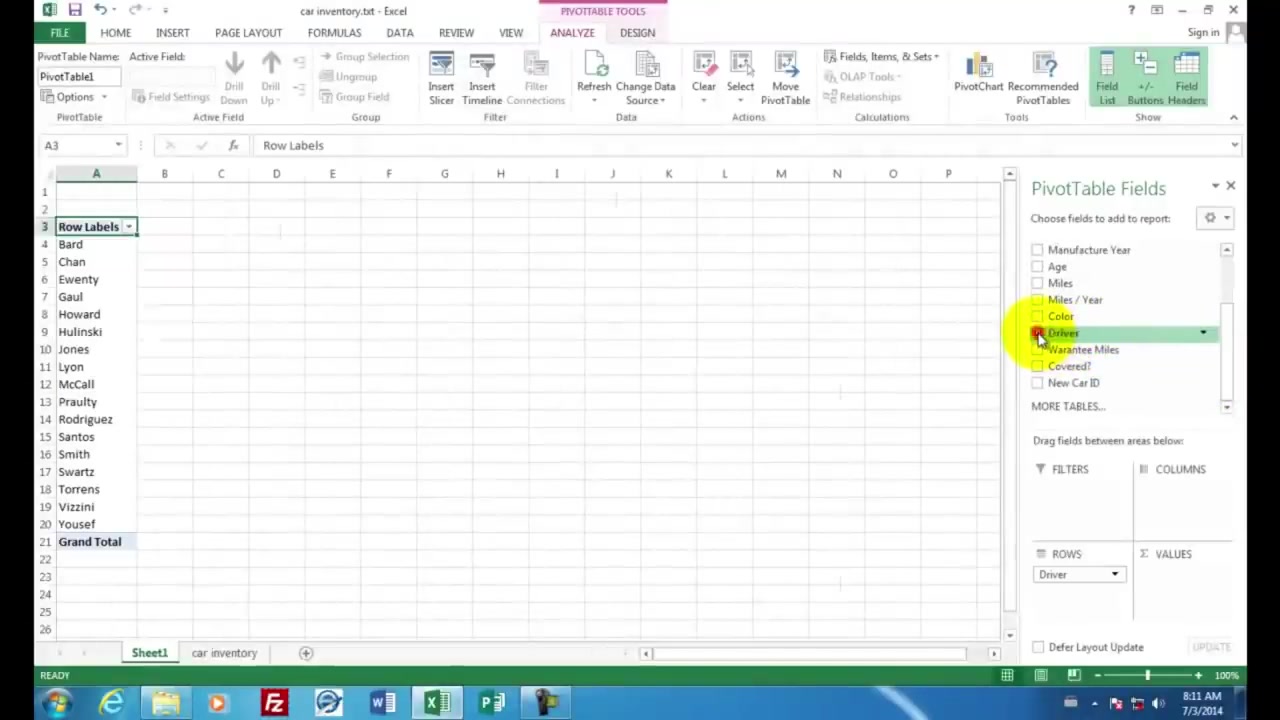 car inventory.txt - Excel
PIVOTTABLE TOOLS
?
FILE HOME INSERT PAGE LAYOUT FORMULAS DATA REVIEW VIEW ANALYZE DESIGN Sign in
PivotTable Name: Active Field:
PivotTable1
Options
Field Settings
Drill Down
Drill Up
Group Selection
Ungroup
Group Field
Insert Slicer
Insert Timeline
Filter Connections
Refresh
Change Data Source
Clear
Select
Move PivotTable
Fields, Items, & Sets
OLAP Tools
Relationships
PivotChart
Recommended PivotTables
Field List
+/- Buttons
Field Headers
PivotTable Active Field Group Filter Data Actions Calculations Tools Show
A3 fx Row Labels
A B C D E F G H I J K L M N O P
1
2
3 Row Labels
4 Bard
5 Chan
6 Ewenty
7 Gaul
8 Howard
9 Hulinski
10 Jones
11 Lyon
12 McCall
13 Praulty
14 Rodriguez
15 Santos
16 Smith
17 Swartz
18 Torrens
19 Vizzini
20 Yousef
21 Grand Total
22
23
24
25
26
PivotTable Fields
Choose fields to add to report:
Manufacture Year
Age
Miles
Miles / Year
Color
Driver
Warantee Miles
Covered?
New Car ID
MORE TABLES...
Drag fields between areas below:
FILTERS COLUMNS
ROWS Σ VALUES
Driver
Defer Layout Update UPDATE
Sheet1 car inventory
READY 100%
8:11 AM
7/3/2014